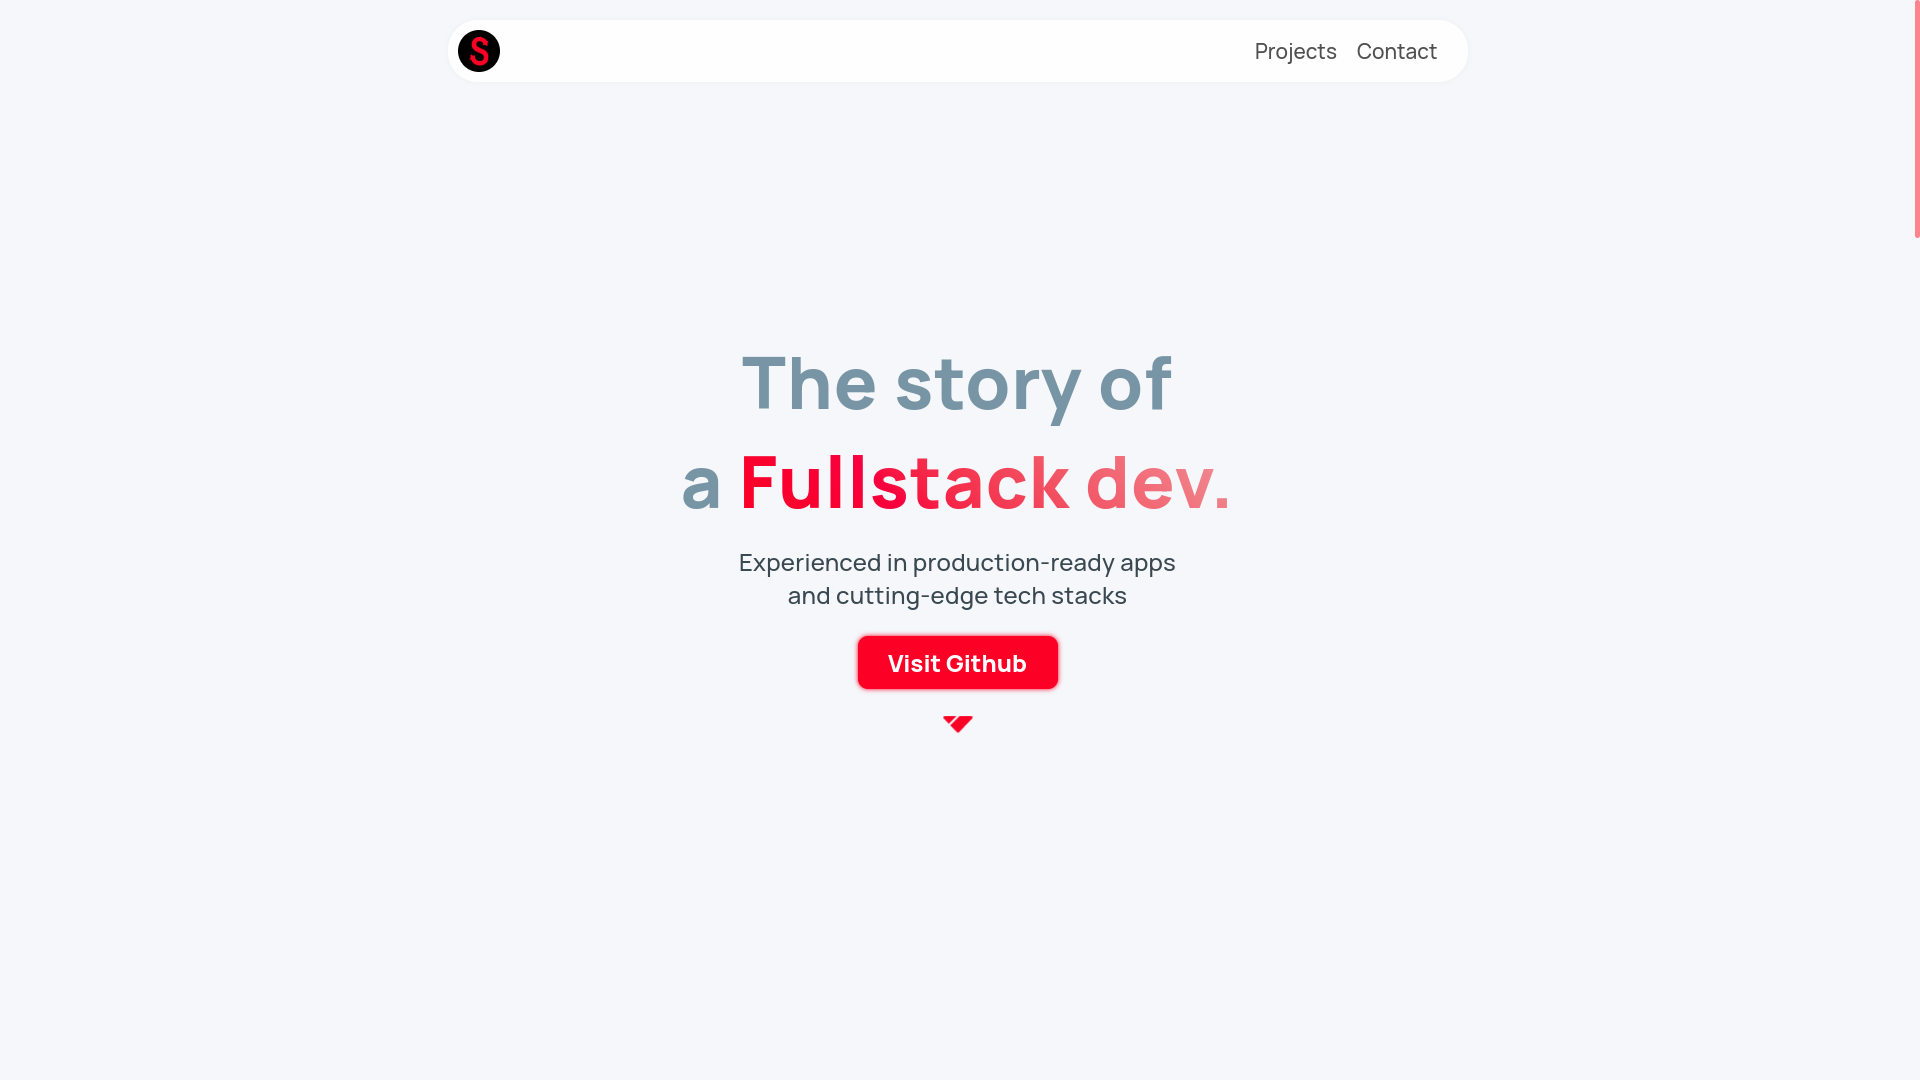 S
Projects
Contact
The story of
a Fullstack dev.
Experienced in production-ready apps
and cutting-edge tech stacks
Visit Github